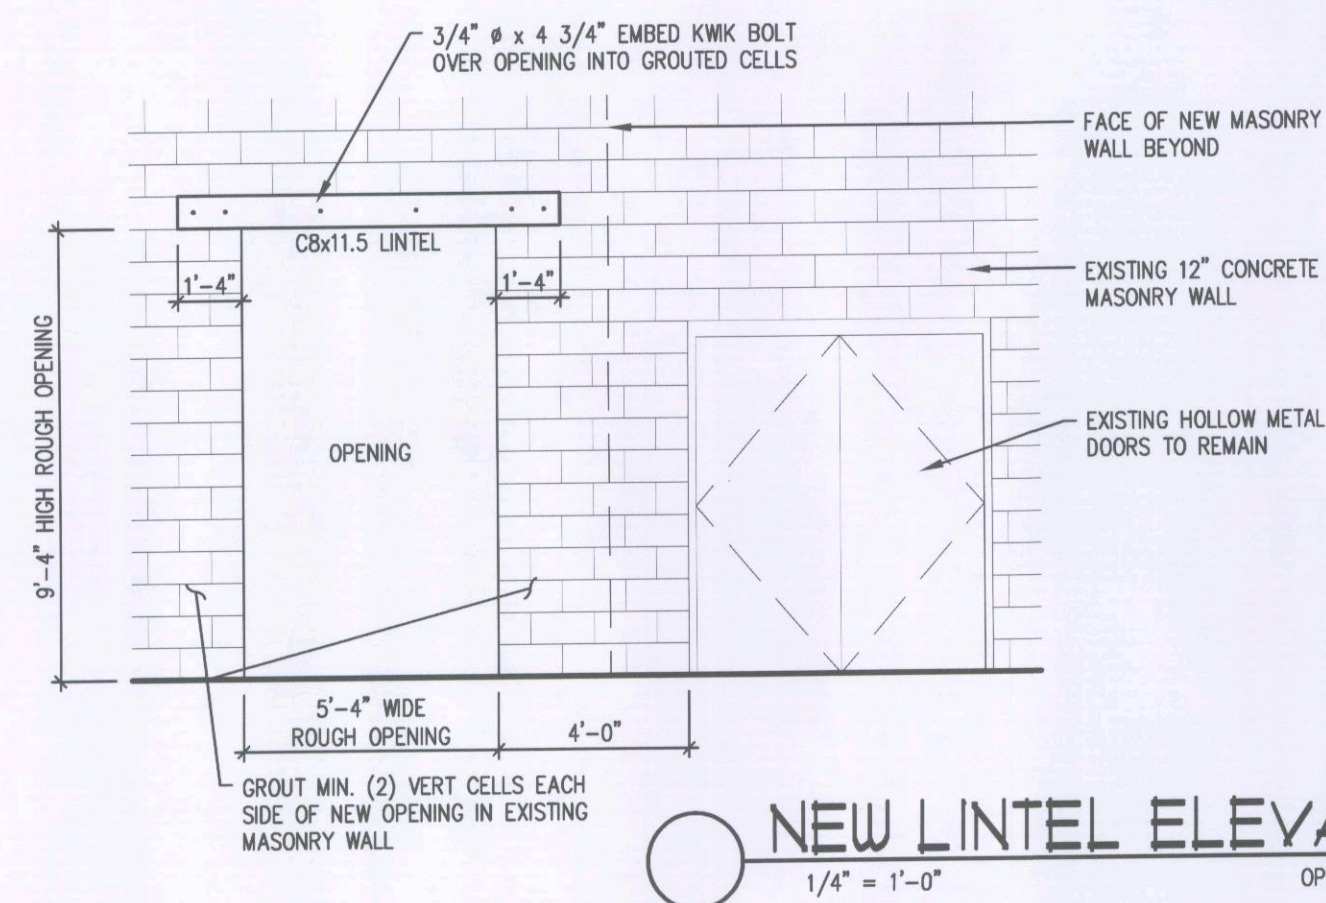 3/4" ø x 4 3/4" EMBED KWIK BOLT
OVER OPENING INTO GROUTED CELLS
FACE OF NEW MASONRY
WALL BEYOND
C8x11.5 LINTEL
1'-4"
1'-4"
EXISTING 12" CONCRETE
MASONRY WALL
9'-4" HIGH ROUGH OPENING
OPENING
EXISTING HOLLOW METAL
DOORS TO REMAIN
5'-4" WIDE
ROUGH OPENING
4'-0"
GROUT MIN. (2) VERT CELLS EACH
SIDE OF NEW OPENING IN EXISTING
MASONRY WALL
NEW LINTEL ELEVA
1/4" = 1'-0"
OP